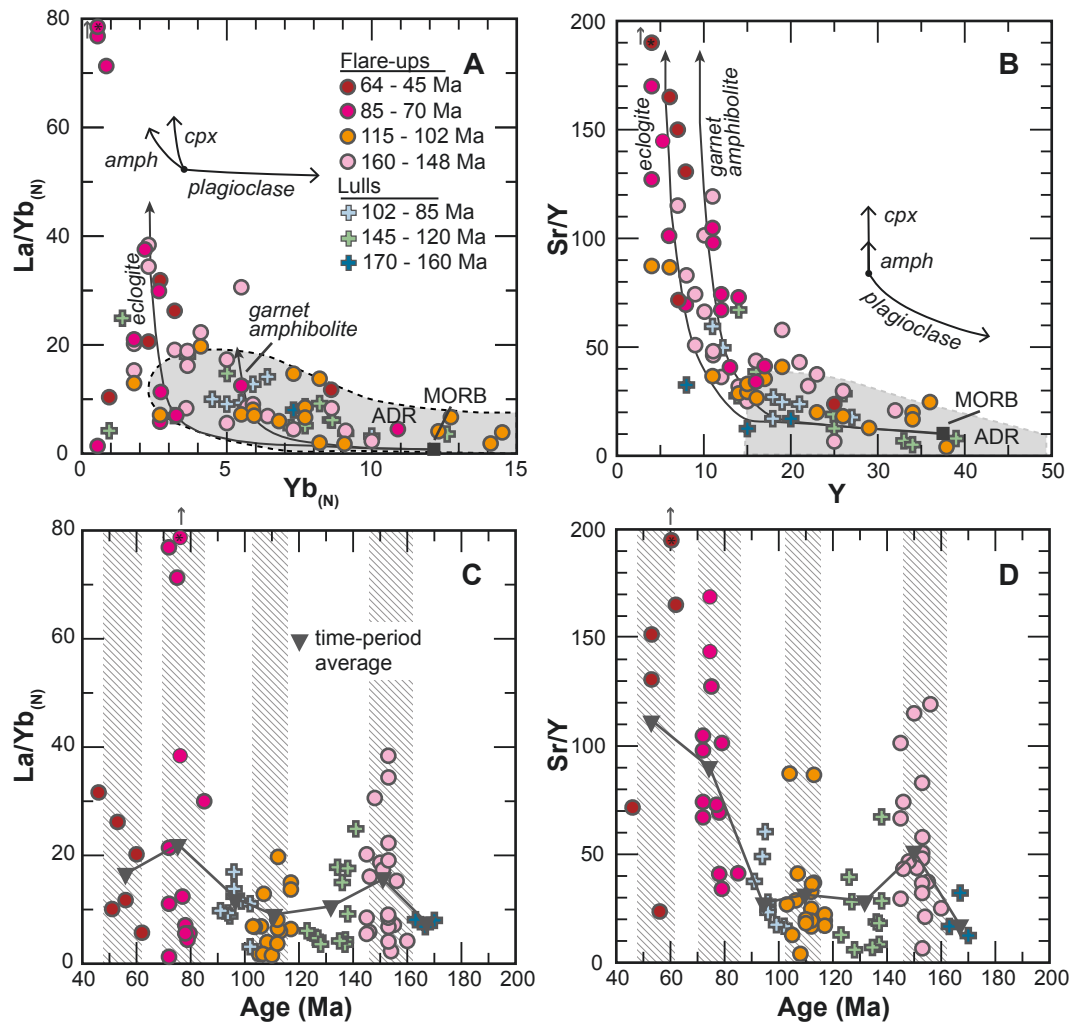 A
La/Yb(N)
80
60
40
20
0
0
5
10
15
Yb(N)
Flare-ups
64 - 45 Ma
85 - 70 Ma
115 - 102 Ma
160 - 148 Ma
Lulls
102 - 85 Ma
145 - 120 Ma
170 - 160 Ma
cpx
amph
plagioclase
eclogite
garnet
amphibolite
MORB
ADR
B
Sr/Y
200
150
100
50
0
0
10
20
30
40
50
Y
eclogite
garnet
amphibolite
cpx
amph
plagioclase
MORB
ADR
C
La/Yb(N)
80
60
40
20
0
40
60
80
100
120
140
160
180
200
Age (Ma)
time-period
average
D
Sr/Y
200
150
100
50
0
40
60
80
100
120
140
160
180
200
Age (Ma)